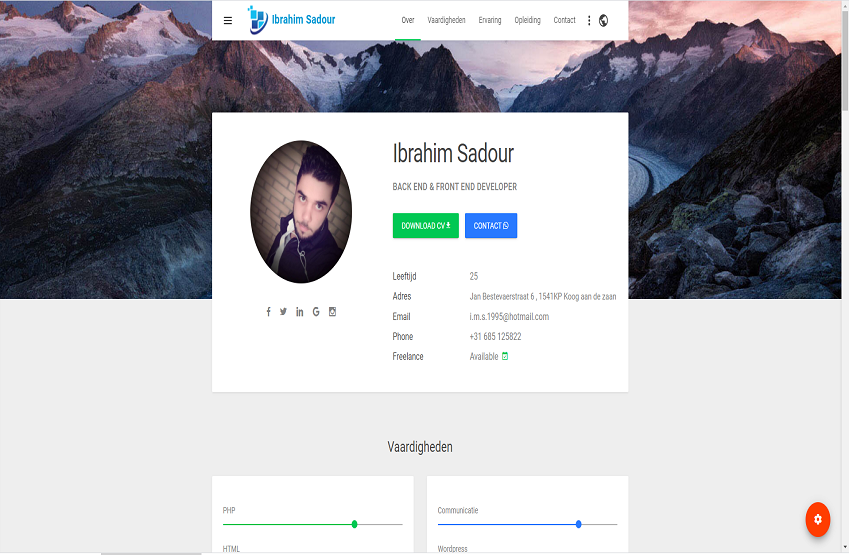 Ibrahim Sadour
Over Vaardigheden Ervaring Opleiding Contact
Ibrahim Sadour
BACK END & FRONT END DEVELOPER
DOWNLOAD CV CONTACT
Leeftijd 25
Adres Jan Bestevaerstraat 6 , 1541KP Koog aan de zaan
Email i.m.s.1995@hotmail.com
Phone +31 685 125822
Freelance Available
Vaardigheden
PHP
Communicatie
HTML
Wordpress